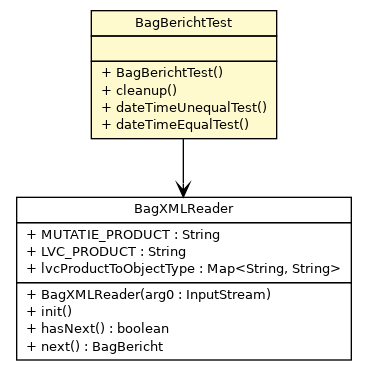 BagBerichtTest
+ BagBerichtTest()
+ cleanup()
+ dateTimeUnequalTest()
+ dateTimeEqualTest()
BagXMLReader
+ MUTATIE_PRODUCT : String
+ LVC_PRODUCT : String
+ lvcProductToObjectType : Map<String, String>
+ BagXMLReader(arg0 : InputStream)
+ init()
+ hasNext() : boolean
+ next() : BagBericht